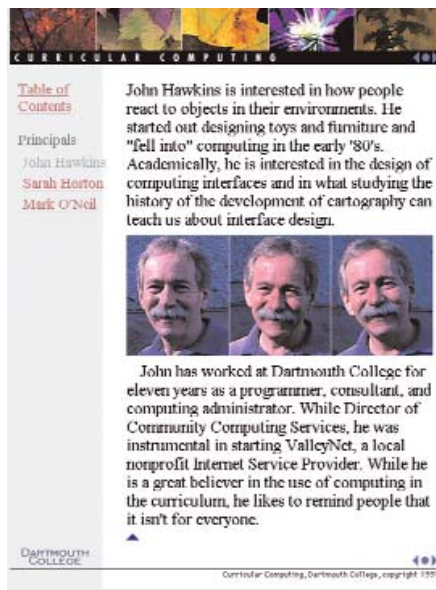 CURRICULAR COMPUTING
Table of
Contents
Principals
John Hawkins
Sarah Horton
Mark O'Neil
John Hawkins is interested in how people
react to objects in their environments. He
started out designing toys and furniture and
"fell into" computing in the early '80's.
Academically, he is interested in the design of
computing interfaces and in what studying the
history of the development of cartography can
teach us about interface design.
John has worked at Dartmouth College for
eleven years as a programmer, consultant, and
computing administrator. While Director of
Community Computing Services, he was
instrumental in starting ValleyNet, a local
nonprofit Internet Service Provider. While he
is a great believer in the use of computing in
the curriculum, he likes to remind people that
it isn't for everyone.
DARTMOUTH
COLLEGE
Curricular Computing, Dartmouth College, copyright